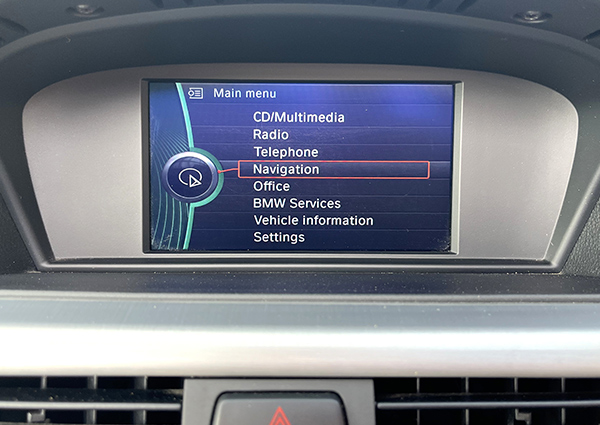 Main menu
CD/Multimedia
Radio
Telephone
Navigation
Office
BMW Services
Vehicle information
Settings